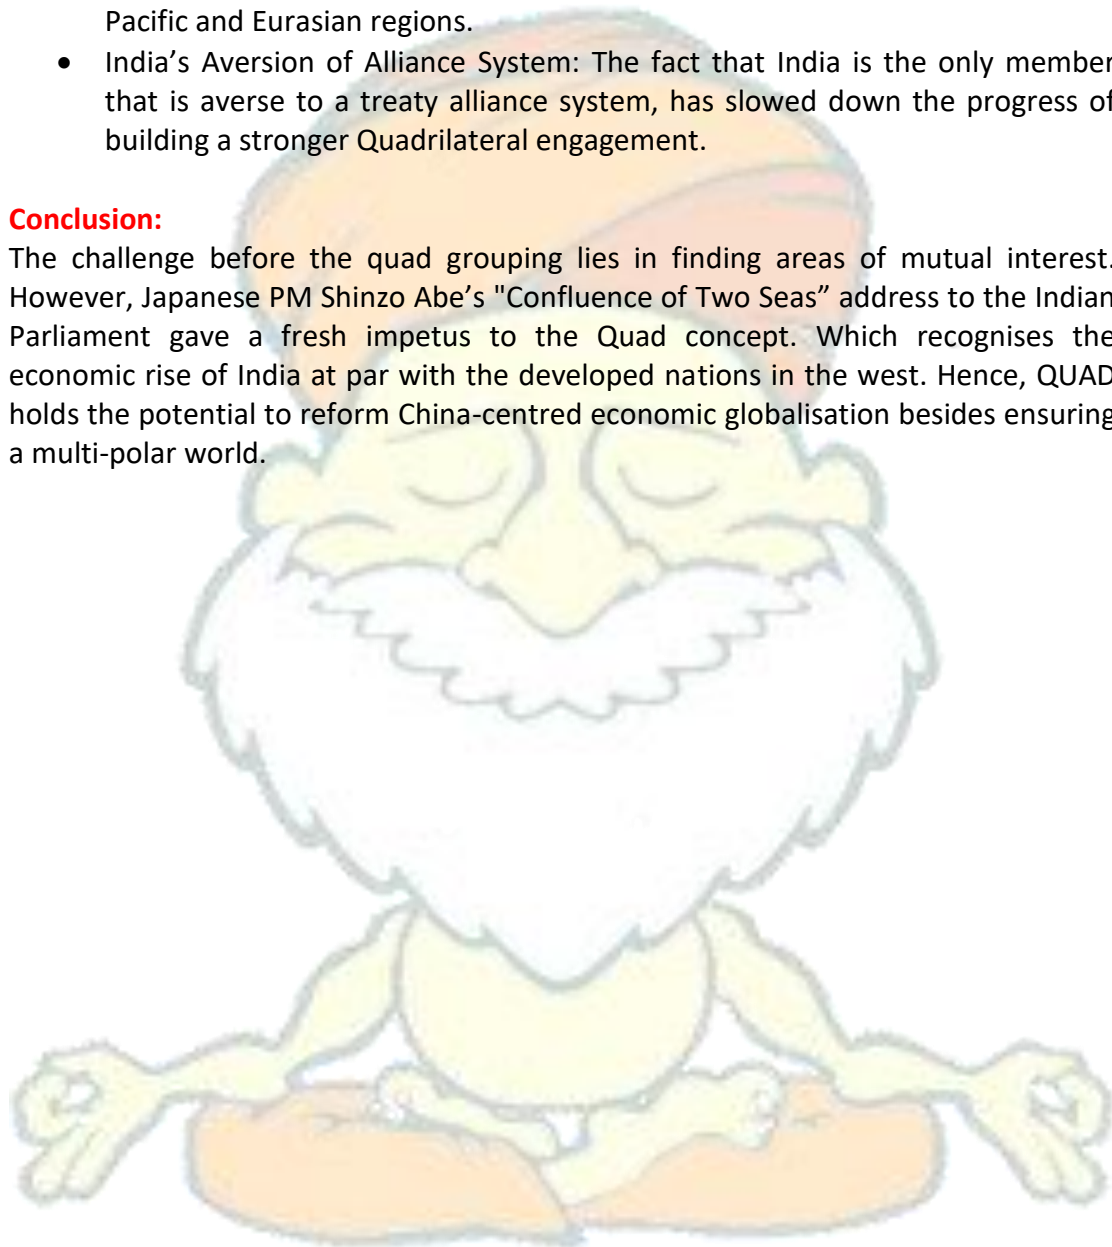 Pacific and Eurasian regions.
• India’s Aversion of Alliance System: The fact that India is the only member
that is averse to a treaty alliance system, has slowed down the progress of
building a stronger Quadrilateral engagement.
Conclusion:
The challenge before the quad grouping lies in finding areas of mutual interest.
However, Japanese PM Shinzo Abe’s "Confluence of Two Seas” address to the Indian
Parliament gave a fresh impetus to the Quad concept. Which recognises the
economic rise of India at par with the developed nations in the west. Hence, QUAD
holds the potential to reform China-centred economic globalisation besides ensuring
a multi-polar world.